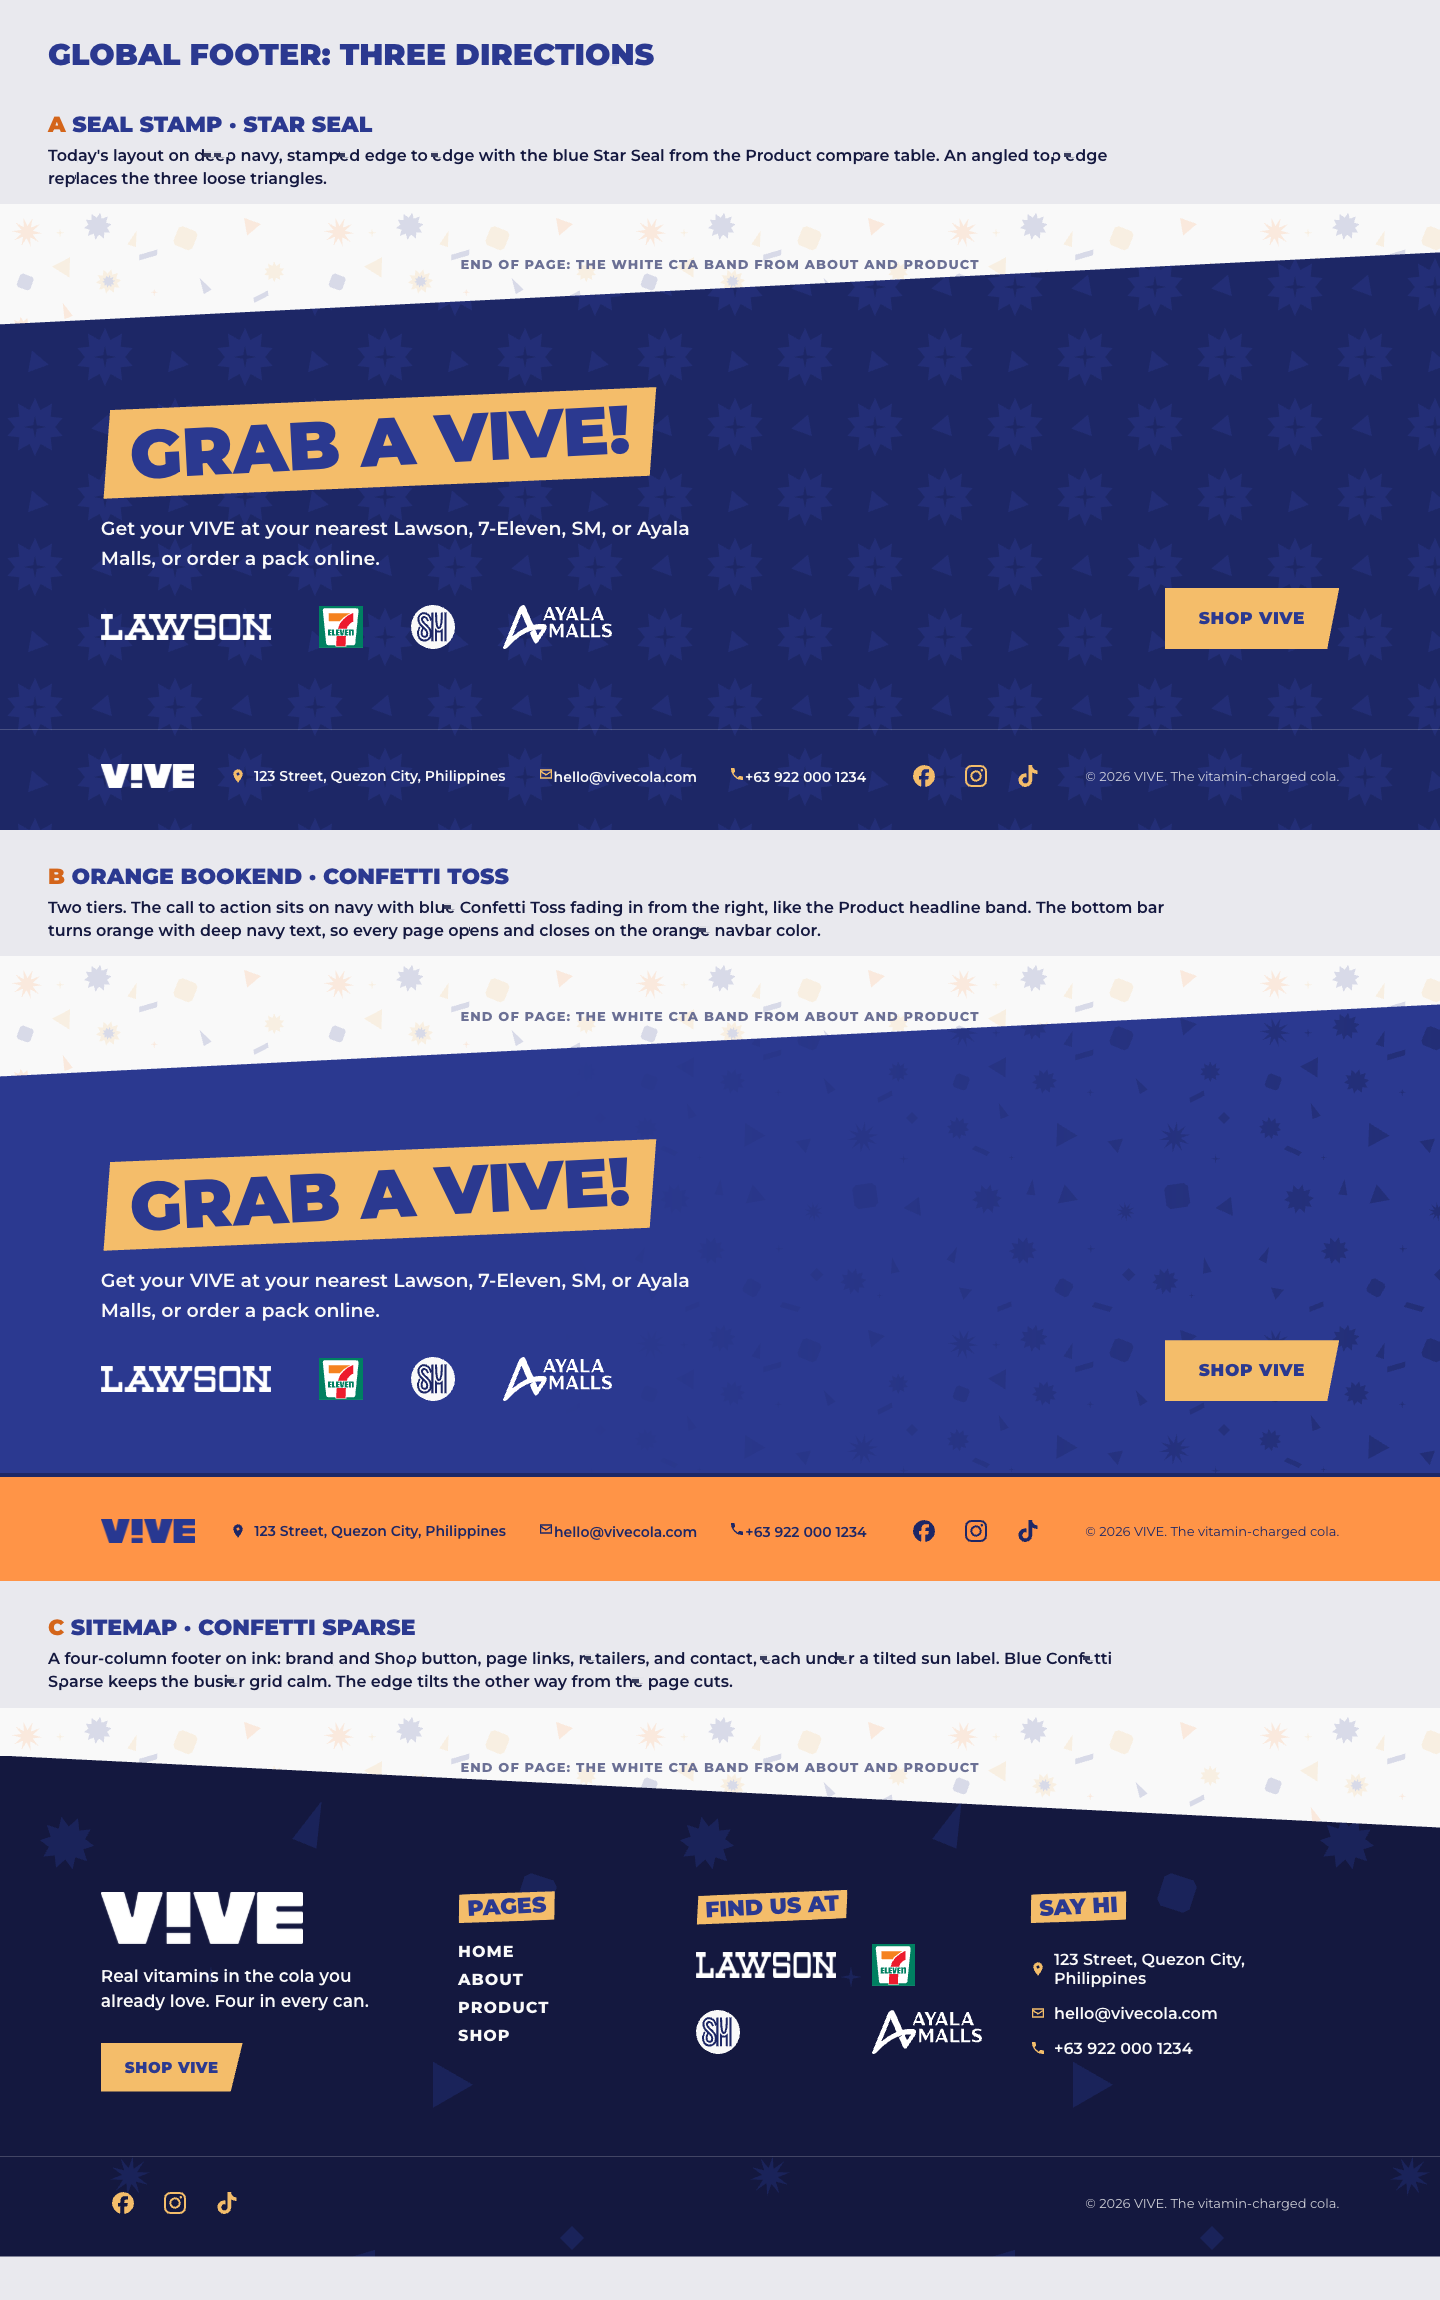 GLOBAL FOOTER: THREE DIRECTIONS
A SEAL STAMP · STAR SEAL
Today's layout on deep navy, stamped edge to edge with the blue Star Seal from the Product compare table. An angled top edge
replaces the three loose triangles.
END OF PAGE: THE WHITE CTA BAND FROM ABOUT AND PRODUCT
GRAB A VIVE!
Get your VIVE at your nearest Lawson, 7-Eleven, SM, or Ayala
Malls, or order a pack online.
LAWSON 7 ELEVEN SM AYALA MALLS
SHOP VIVE
V!VE 123 Street, Quezon City, Philippines hello@vivecola.com +63 922 000 1234 © 2026 VIVE. The vitamin-charged cola.
B ORANGE BOOKEND · CONFETTI TOSS
Two tiers. The call to action sits on navy with blue Confetti Toss fading in from the right, like the Product headline band. The bottom bar
turns orange with deep navy text, so every page opens and closes on the orange navbar color.
END OF PAGE: THE WHITE CTA BAND FROM ABOUT AND PRODUCT
GRAB A VIVE!
Get your VIVE at your nearest Lawson, 7-Eleven, SM, or Ayala
Malls, or order a pack online.
LAWSON 7 ELEVEN SM AYALA MALLS
SHOP VIVE
V!VE 123 Street, Quezon City, Philippines hello@vivecola.com +63 922 000 1234 © 2026 VIVE. The vitamin-charged cola.
C SITEMAP · CONFETTI SPARSE
A four-column footer on ink: brand and Shop button, page links, retailers, and contact, each under a tilted sun label. Blue Confetti
Sparse keeps the busier grid calm. The edge tilts the other way from the page cuts.
END OF PAGE: THE WHITE CTA BAND FROM ABOUT AND PRODUCT
V!VE
Real vitamins in the cola you
already love. Four in every can.
SHOP VIVE
PAGES
HOME
ABOUT
PRODUCT
SHOP
FIND US AT
LAWSON 7 ELEVEN
SM AYALA MALLS
SAY HI
123 Street, Quezon City,
Philippines
hello@vivecola.com
+63 922 000 1234
© 2026 VIVE. The vitamin-charged cola.